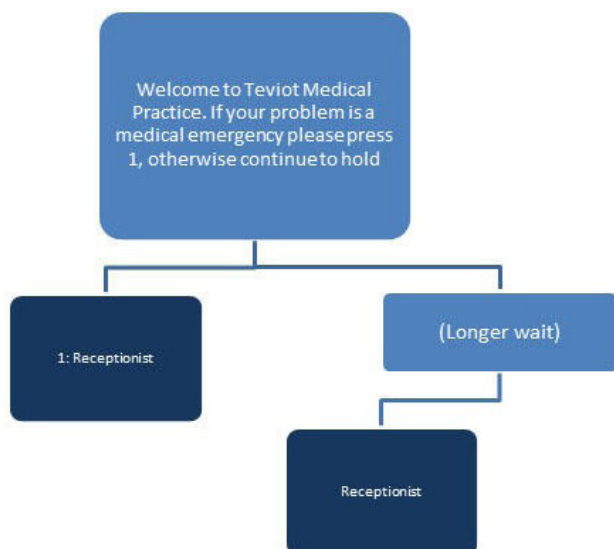 Welcome to Teviot Medical
Practice. If your problem is a
medical emergency please press
1, otherwise continue to hold
1: Receptionist
(Longer wait)
Receptionist